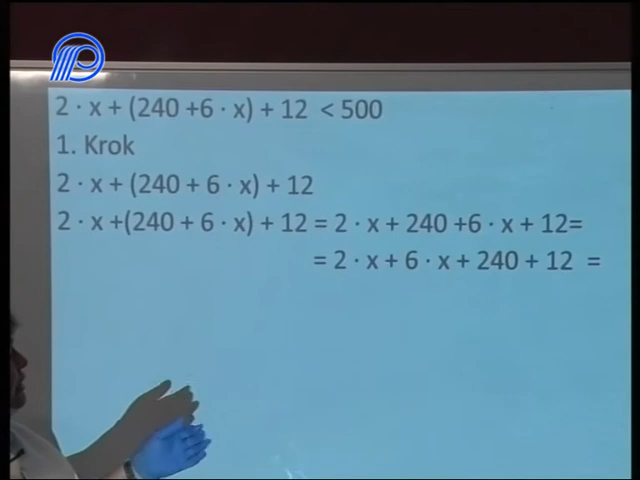 2 · x + (240 +6 · x) + 12 < 500
1. Krok
2 · x + (240 + 6 · x) + 12
2 · x +(240 + 6 · x) + 12 = 2 · x + 240 +6 · x + 12=
= 2 · x + 6 · x + 240 + 12 =